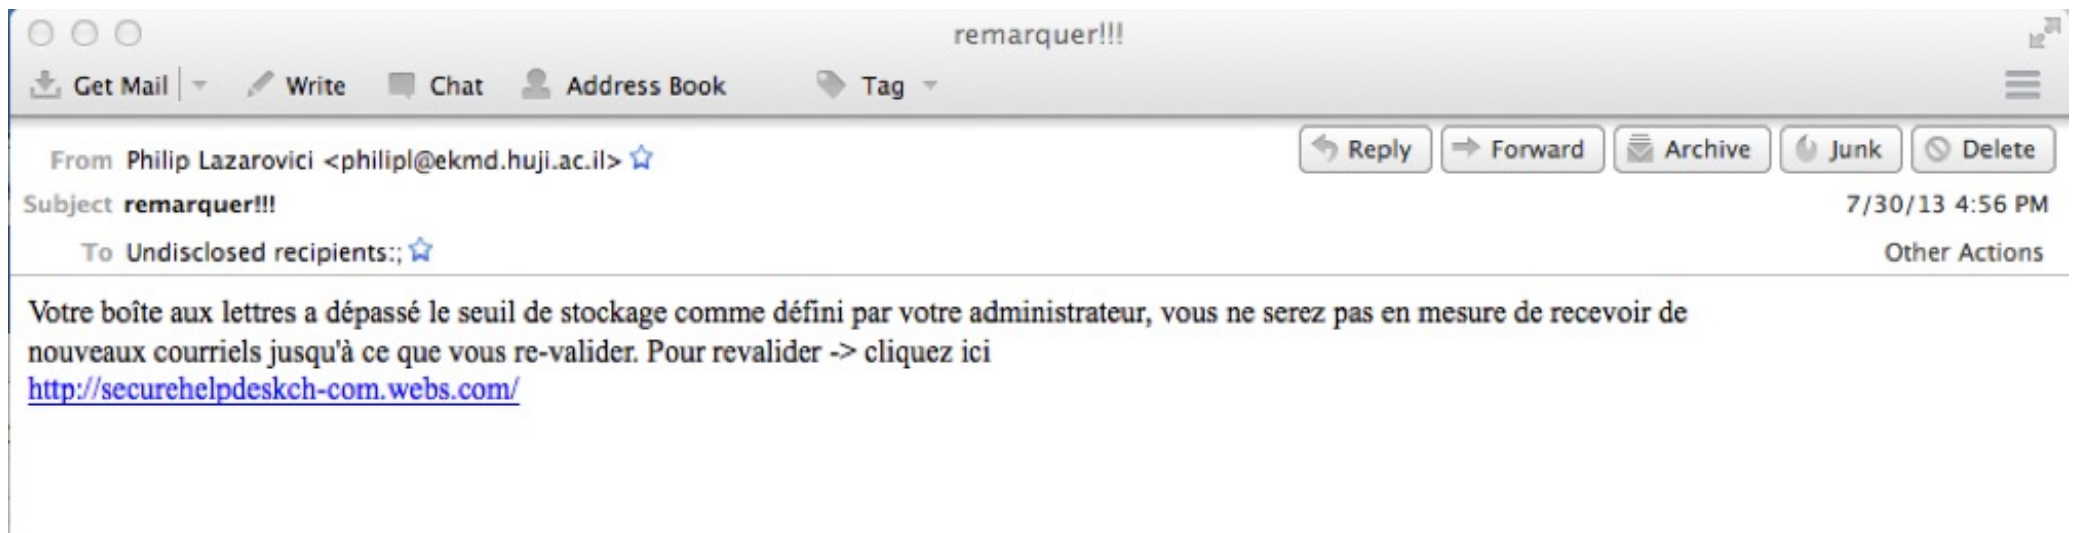 remarquer!!!
Get Mail Write Chat Address Book Tag
From Philip Lazarovici <philipl@ekmd.huji.ac.il> Reply Forward Archive Junk Delete
Subject remarquer!!! 7/30/13 4:56 PM
To Undisclosed recipients:; Other Actions
Votre boîte aux lettres a dépassé le seuil de stockage comme défini par votre administrateur, vous ne serez pas en mesure de recevoir de
nouveaux courriels jusqu'à ce que vous re-valider. Pour revalider -> cliquez ici
http://securehelpdeskch-com.webs.com/